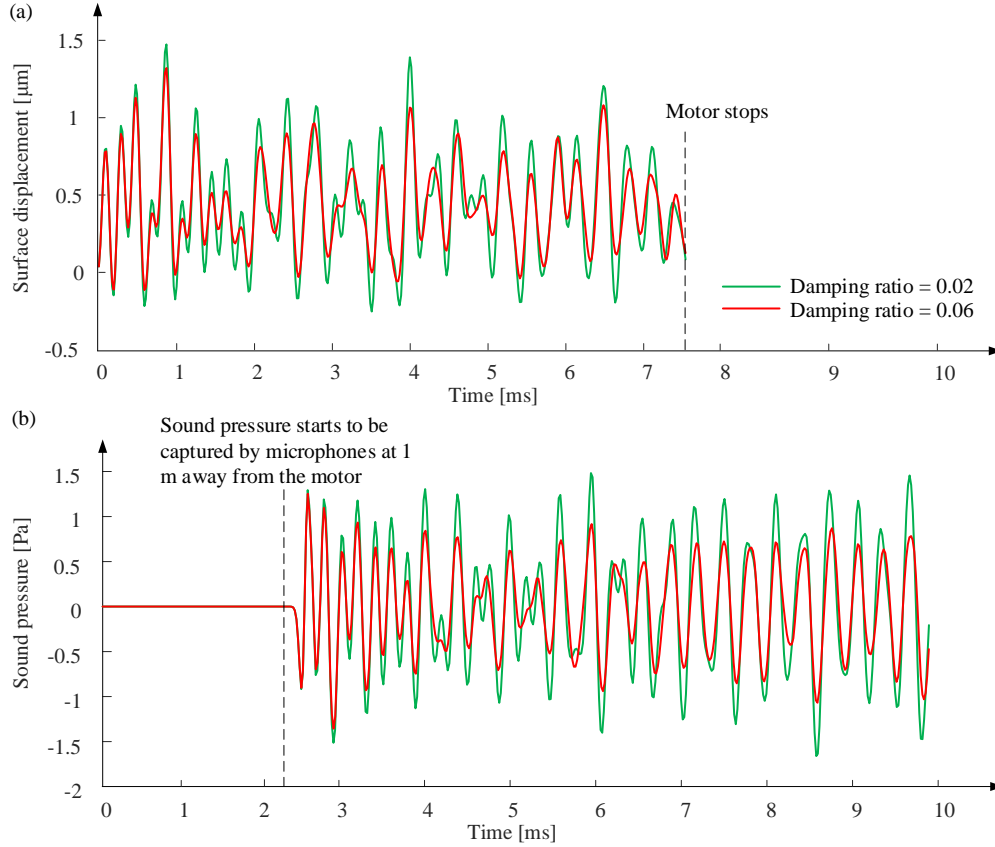 (a)
1.5
1
0.5
0
-0.5
Surface displacement [µm]
Motor stops
Damping ratio = 0.02
Damping ratio = 0.06
0 1 2 3 4 5 6 7 8 9 10
Time [ms]
(b)
Sound pressure starts to be
captured by microphones at 1
m away from the motor
1.5
1
0.5
0
-0.5
-1
-1.5
-2
Sound pressure [Pa]
0 1 2 3 4 5 6 7 8 9 10
Time [ms]